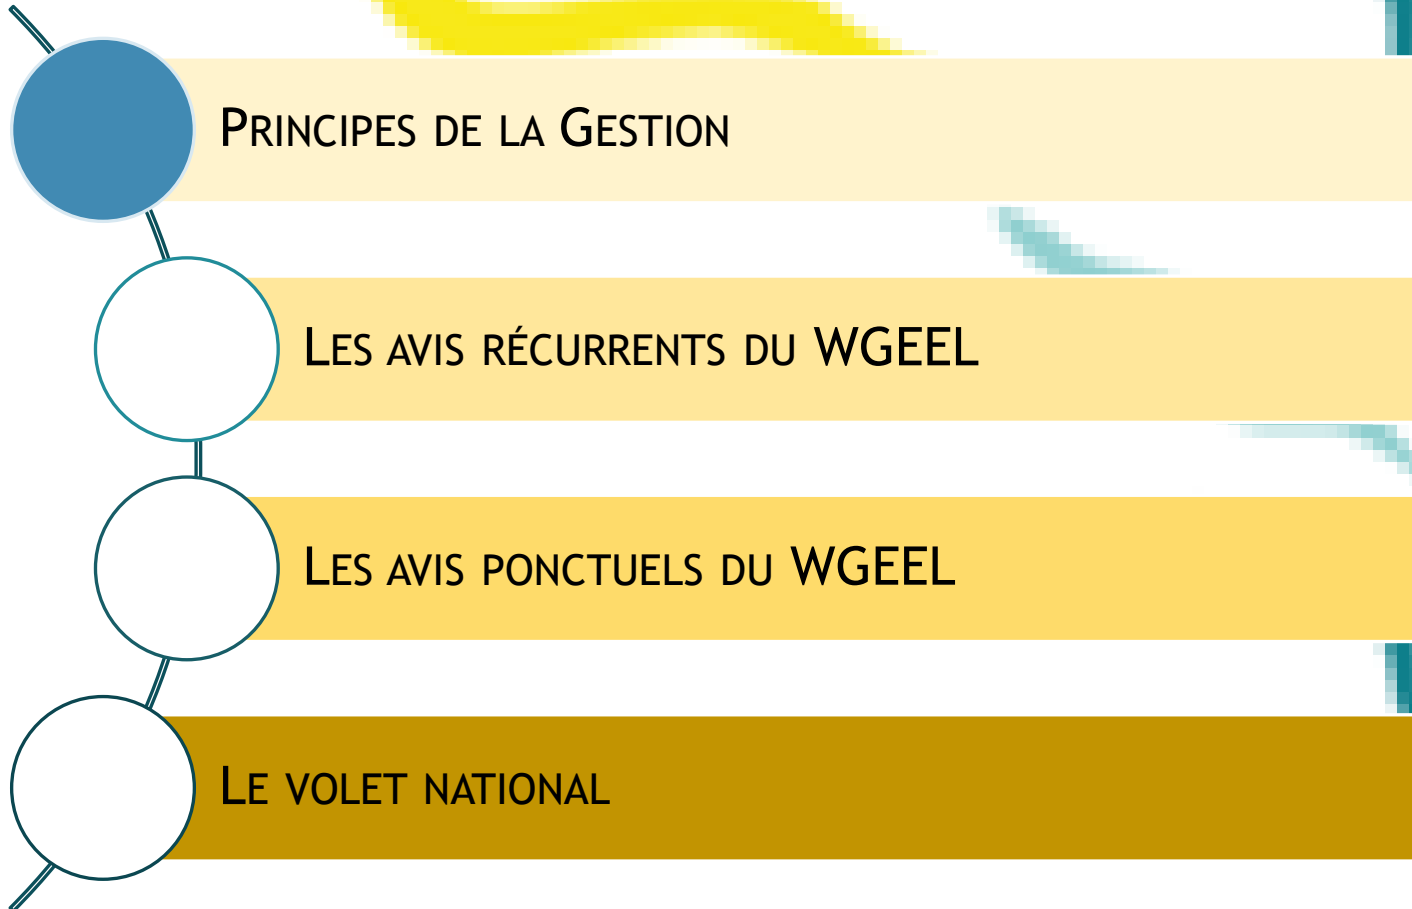 Principes de la Gestion
Les avis récurrents du WGEEL
Les avis ponctuels du WGEEL
Le volet national